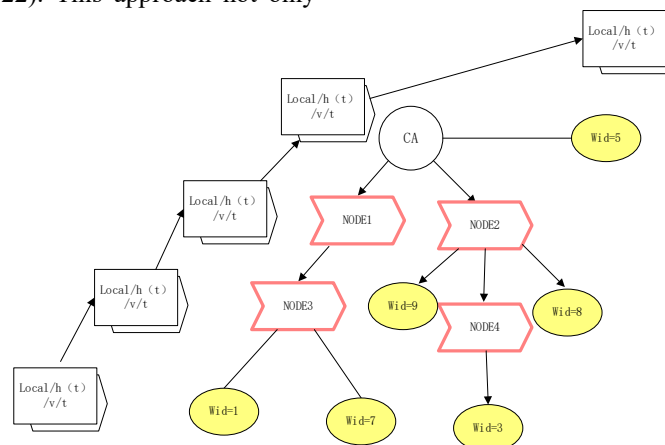 22). This approach not only
Local/h (t)
/v/t
Local/h (t)
/v/t
CA
Wid=5
Local/h (t)
/v/t
NODE1
NODE2
Local/h (t)
/v/t
NODE3
Wid=9
NODE4
Wid=8
Local/h (t)
/v/t
Wid=1
Wid=7
Wid=3